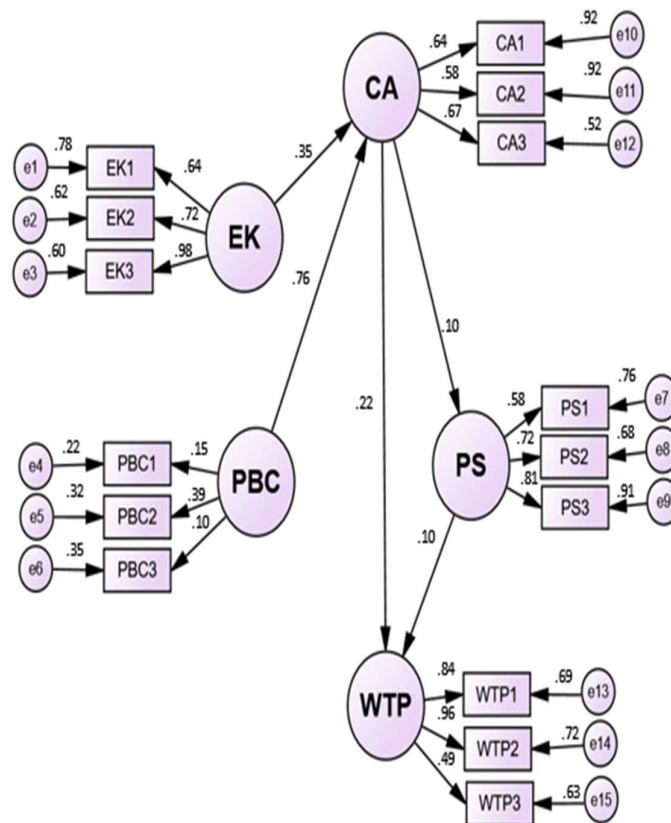 .92
.64
CA1
e10
CA
.58
.92
CA2
e11
.67
.52
CA3
e12
.78
e1
EK1
.64
.35
.62
e2
EK2
.72
EK
.60
e3
EK3
.98
.76
.10
.22
.58
.76
PS1
e7
.72
.68
PS
PS2
e8
.81
.91
PS3
e9
.22
e4
PBC1
.15
PBC
.32
e5
PBC2
.39
.10
.35
e6
PBC3
.10
.84
.69
WTP1
e13
WTP
.96
.72
WTP2
e14
.49
.63
WTP3
e15